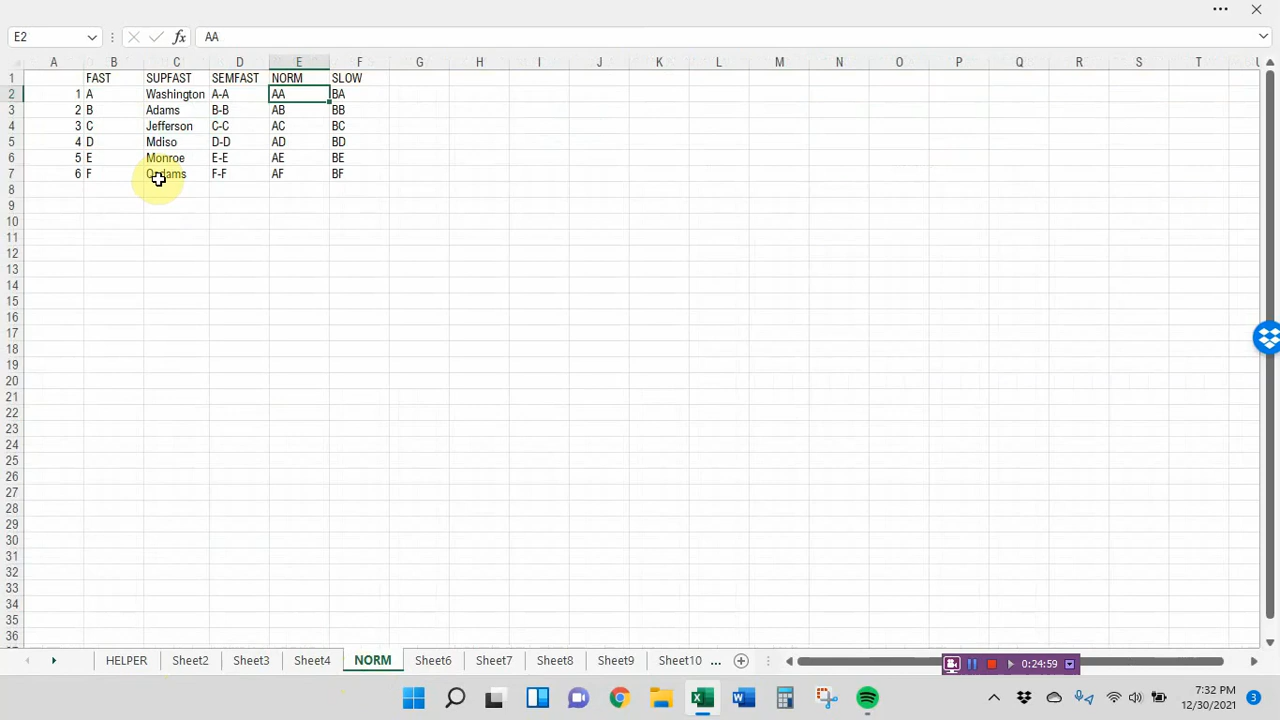 E2 AA
A B C D E F G H I J K L M N O P Q R S T U
1 FAST SUPFAST SEMFAST NORM SLOW
2 1 A Washington A-A AA BA
3 2 B Adams B-B AB BB
4 3 C Jefferson C-C AC BC
5 4 D Mdiso D-D AD BD
6 5 E Monroe E-E AE BE
7 6 F F-F AF BF
8
9
10
11
12
13
14
15
16
17
18
19
20
21
22
23
24
25
26
27
28
29
30
31
32
33
34
35
36
HELPER Sheet2 Sheet3 Sheet4 NORM Sheet6 Sheet7 Sheet8 Sheet9 Sheet10 ... 0:24:59
7:32 PM
12/30/2021 3